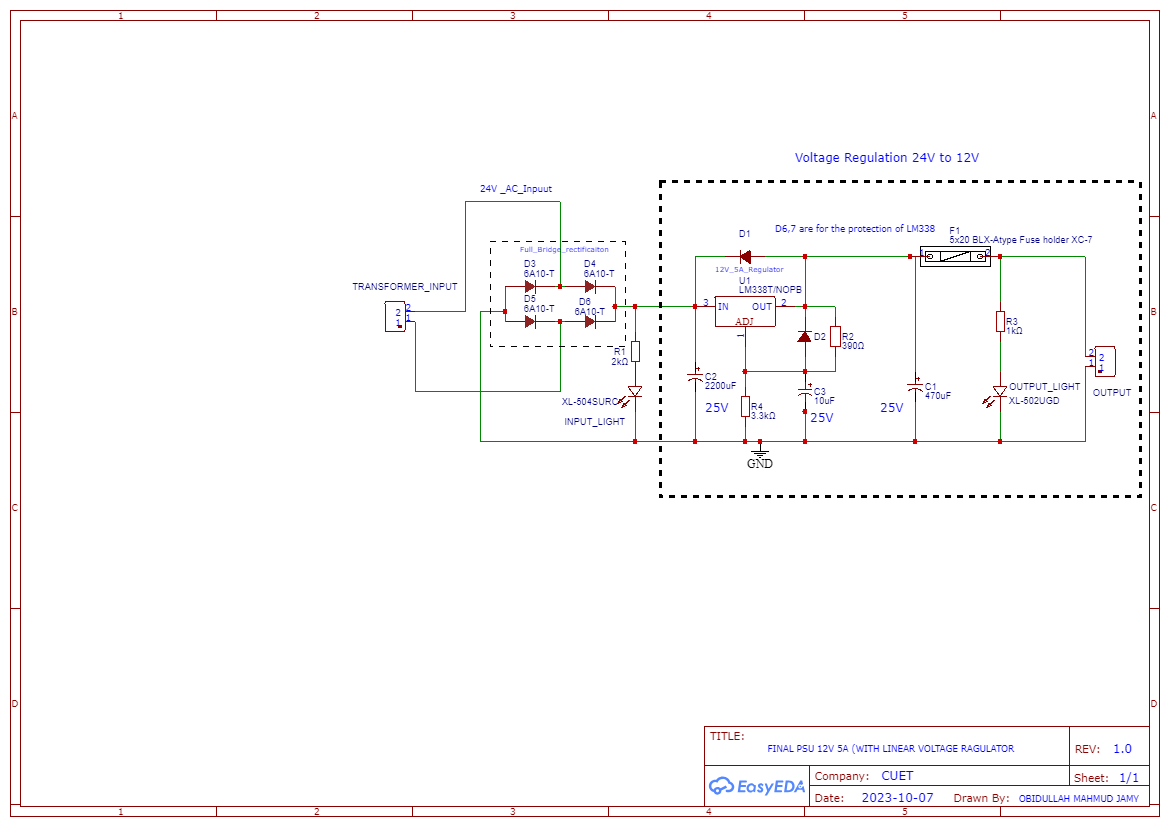 1 2 3 4 5
A A
Voltage Regulation 24V to 12V
24V _AC_Inpuut
D6,7 are for the protection of LM338
D1
F1
5x20 BLX-Atype Fuse holder XC-7
1 2
Full_Bridge_rectificaiton
D3
6A10-T
D4
6A10-T
12V_5A_Regulator
U1
LM338T/NOPB
TRANSFORMER_INPUT
2 2
1 1
D5
6A10-T
D6
6A10-T
3 IN OUT 2
ADJ
1
B B
D2
R2
390Ω
R3
1kΩ
R1
2kΩ
2 2
1 1
OUTPUT
C2
2200uF
25V
C3
10uF
25V
C1
470uF
25V
OUTPUT_LIGHT
XL-502UGD
XL-504SURC
INPUT_LIGHT
R4
3.3kΩ
GND
C C
D D
TITLE:
FINAL PSU 12V 5A (WITH LINEAR VOLTAGE RAGULATOR
REV: 1.0
EasyEDA
Company: CUET
Sheet: 1/1
Date: 2023-10-07 Drawn By: OBIDULLAH MAHMUD JAMY
1 2 3 4 5